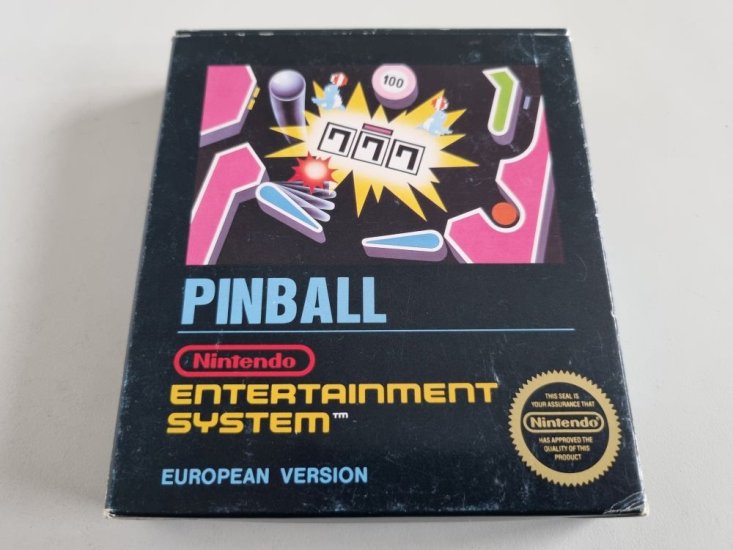 100
777
PINBALL
Nintendo
ENTERTAINMENT
SYSTEM™
THIS SEAL IS
YOUR ASSURANCE THAT
Nintendo
HAS APPROVED THE
QUALITY OF THIS
PRODUCT
EUROPEAN VERSION